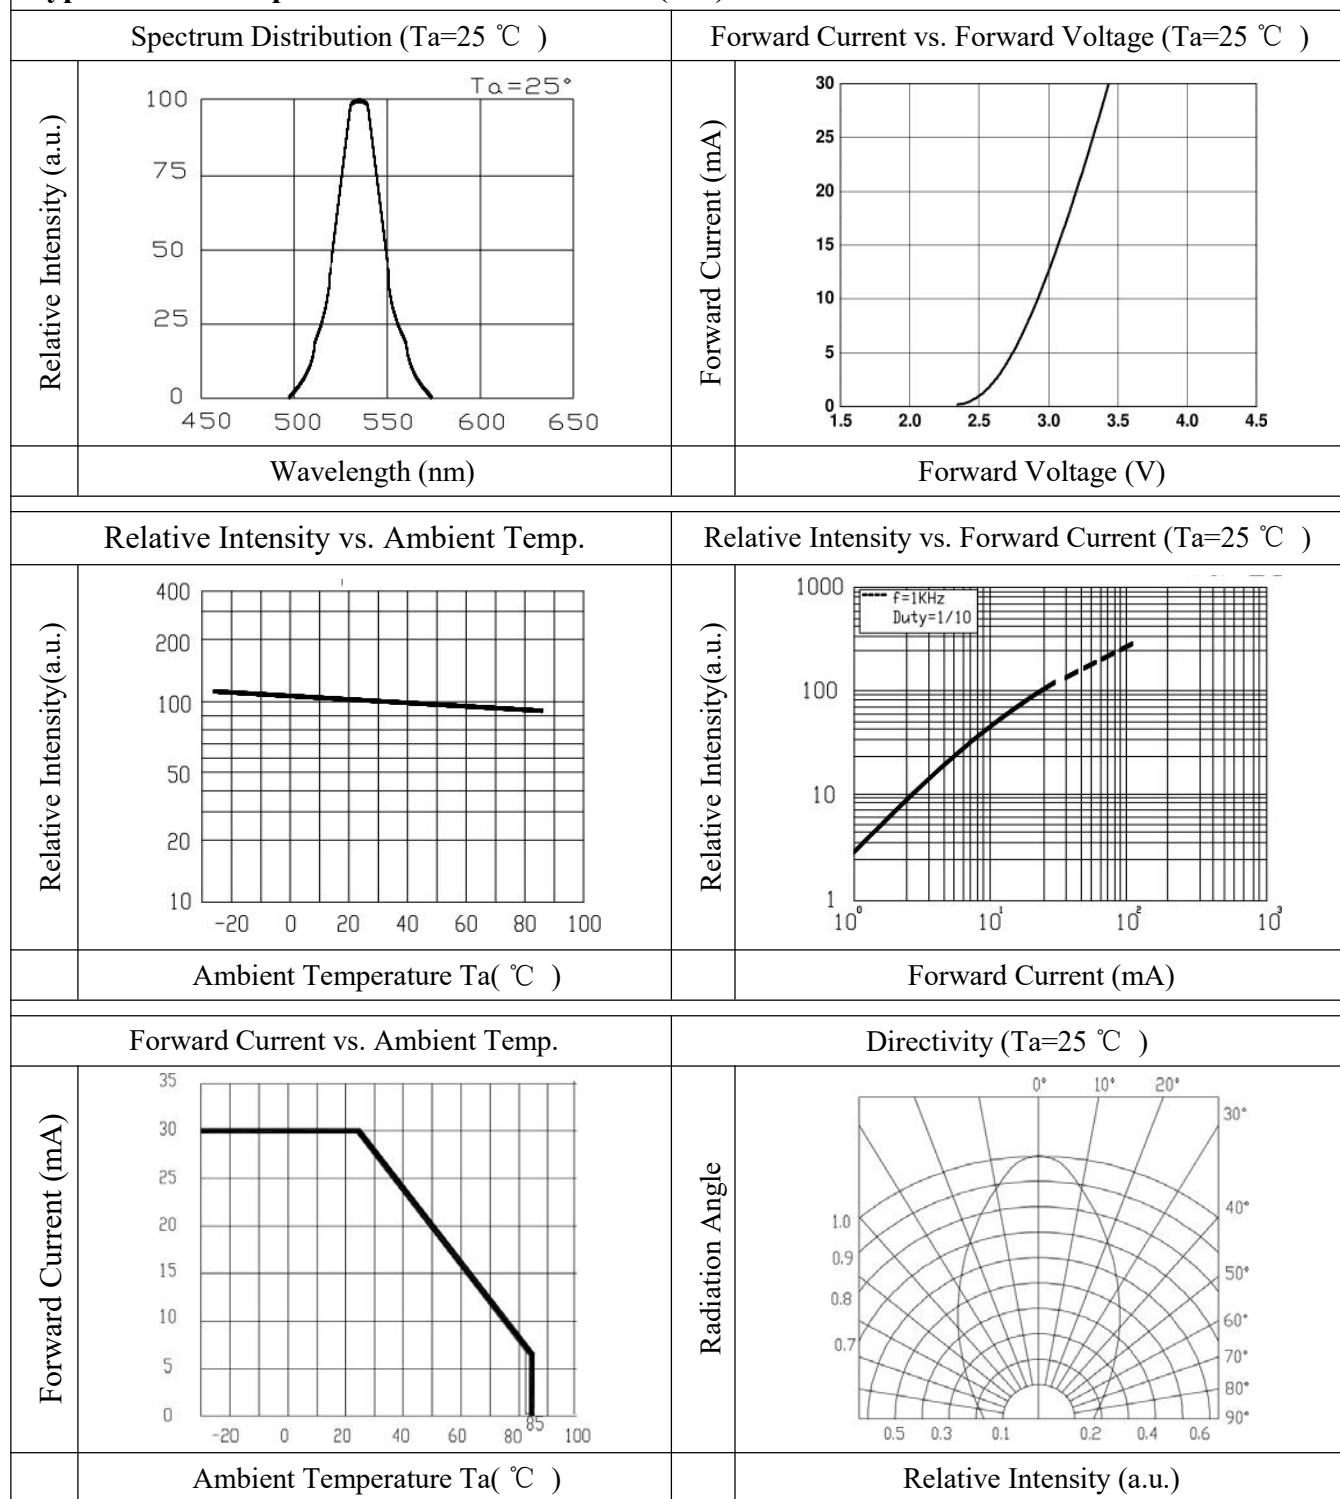 Spectrum Distribution (Ta=25 ℃ )
Forward Current vs. Forward Voltage (Ta=25 ℃ )
Relative Intensity (a.u.)
Ta=25°
100
75
50
25
0
450 500 550 600 650
Forward Current (mA)
30
25
20
15
10
5
0
1.5 2.0 2.5 3.0 3.5 4.0 4.5
Wavelength (nm)
Forward Voltage (V)
Relative Intensity vs. Ambient Temp.
Relative Intensity vs. Forward Current (Ta=25 ℃ )
Relative Intensity(a.u.)
400
200
100
50
20
10
-20 0 20 40 60 80 100
Relative Intensity(a.u.)
1000
f=1KHz
Duty=1/10
100
10
1
10⁰ 10¹ 10² 10³
Ambient Temperature Ta( ℃ )
Forward Current (mA)
Forward Current vs. Ambient Temp.
Directivity (Ta=25 ℃ )
Forward Current (mA)
35
30
25
20
15
10
5
0
85
-20 0 20 40 60 80 100
Radiation Angle
0° 10° 20°
30°
40°
1.0
0.9
50°
0.8
60°
0.7
70°
80°
90°
0.5 0.3 0.1 0.2 0.4 0.6
Ambient Temperature Ta( ℃ )
Relative Intensity (a.u.)